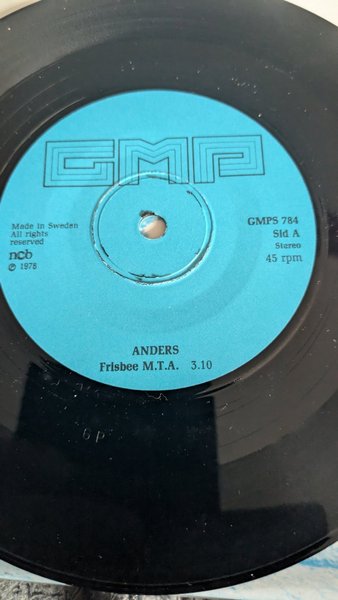 GMP
Made in Sweden
All rights
reserved
ncb
℗ 1978
GMPS 784
Sid A
Stereo
45 rpm
ANDERS
Frisbee M.T.A. 3.10